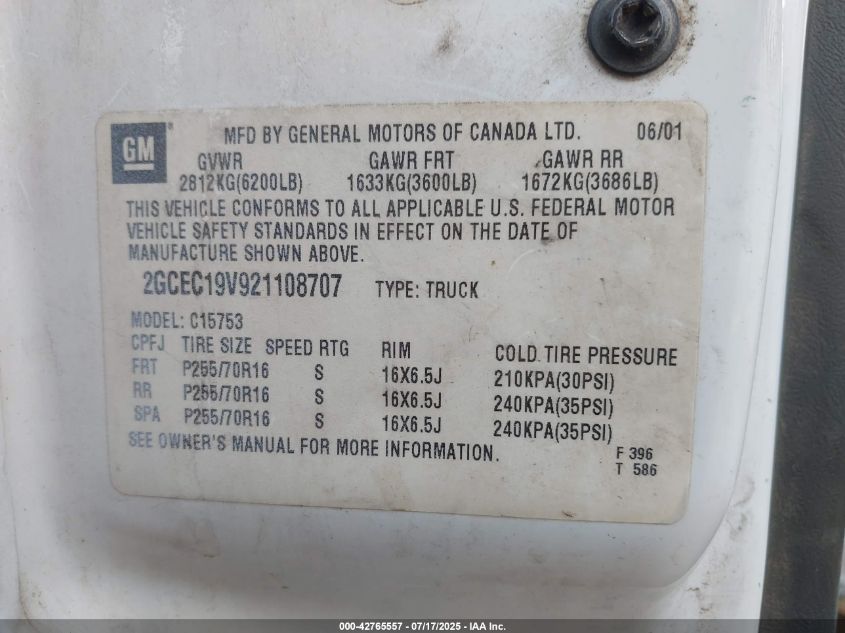 GM
MFD BY GENERAL MOTORS OF CANADA LTD. 06/01
GVWR GAWR FRT GAWR RR
2812KG(6200LB) 1633KG(3600LB) 1672KG(3686LB)
THIS VEHICLE CONFORMS TO ALL APPLICABLE U.S. FEDERAL MOTOR
VEHICLE SAFETY STANDARDS IN EFFECT ON THE DATE OF
MANUFACTURE SHOWN ABOVE.
2GCEC19V921108707 TYPE: TRUCK
MODEL: C15753
CPFJ TIRE SIZE SPEED RTG RIM COLD TIRE PRESSURE
FRT P255/70R16 S 16X6.5J 210KPA(30PSI)
RR P255/70R16 S 16X6.5J 240KPA(35PSI)
SPA P255/70R16 S 16X6.5J 240KPA(35PSI)
SEE OWNER'S MANUAL FOR MORE INFORMATION.
F 396
T 586
000-42765557 - 07/17/2025 - IAA Inc.